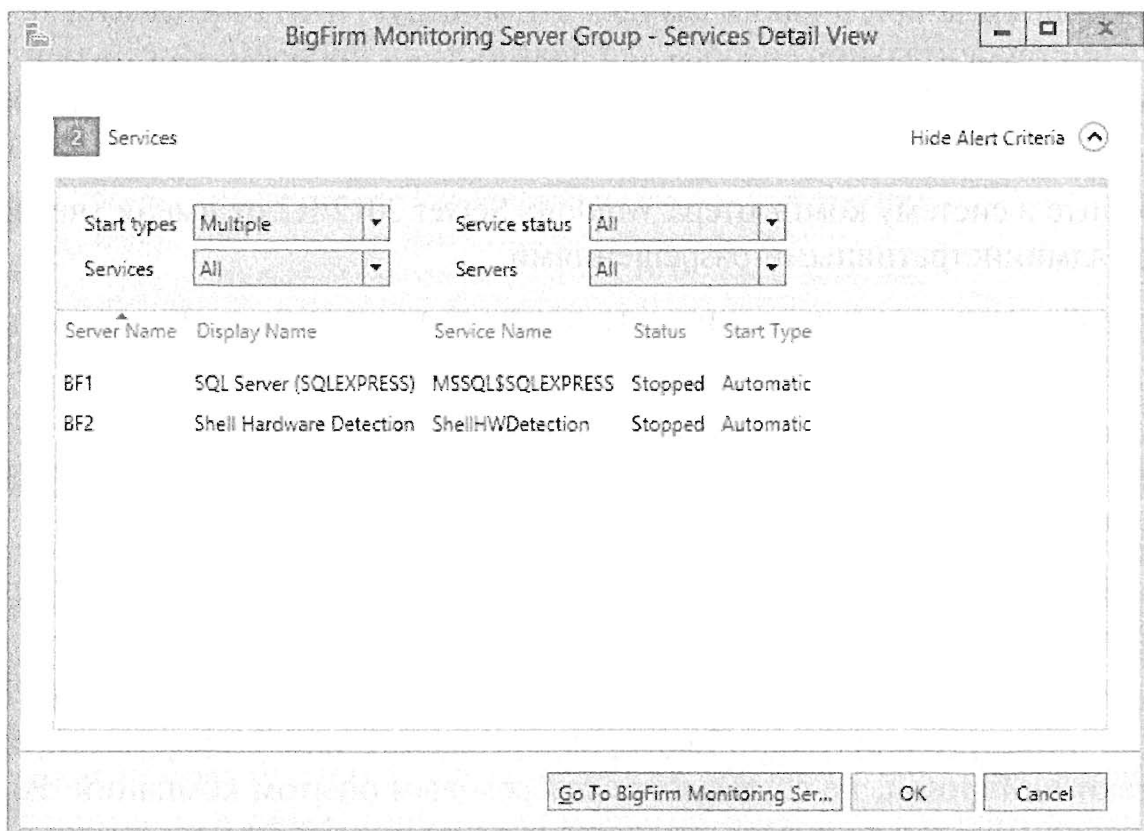 BigFirm Monitoring Server Group - Services Detail View
2 Services
Hide Alert Criteria
Start types Multiple Service status All
Services All Servers All
Server Name Display Name Service Name Status Start Type
BF1 SQL Server (SQLEXPRESS) MSSQL$SQLEXPRESS Stopped Automatic
BF2 Shell Hardware Detection ShellHWDetection Stopped Automatic
Go To BigFirm Monitoring Ser... OK Cancel